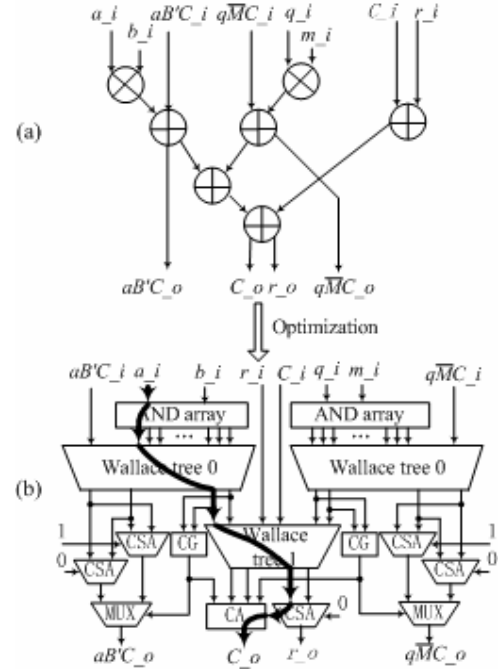 a_i b_i aB'C_i qM̅C_i q_i m_i C_i r_i
(a)
aB'C_o C_o r_o qM̅C_o
Optimization
aB'C_i a_i b_i r_i C_i q_i m_i qM̅C_i
AND array AND array
... ...
Wallace tree 0 Wallace tree 0
(b)
1 CSA CG Wallace tree 1 CG CSA 1
0 CSA CSA 0
MUX CA CSA 0 MUX
aB'C_o C_o r_o qM̅C_o